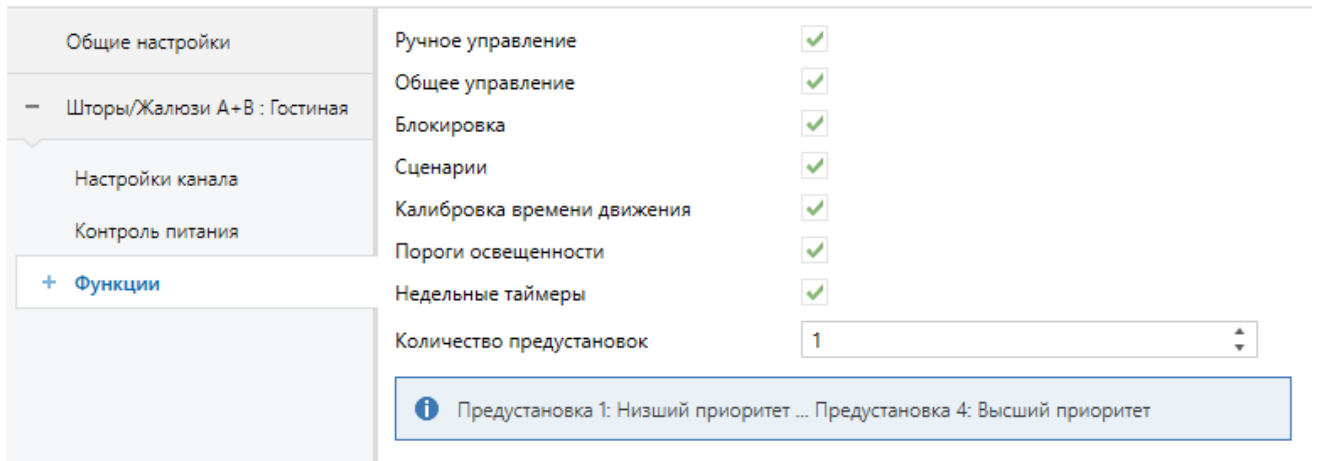 Общие настройки
Шторы/Жалюзи A+B : Гостиная
Настройки канала
Контроль питания
Функции
Ручное управление
Общее управление
Блокировка
Сценарии
Калибровка времени движения
Пороги освещенности
Недельные таймеры
Количество предустановок 1
Предустановка 1: Низший приоритет ... Предустановка 4: Высший приоритет